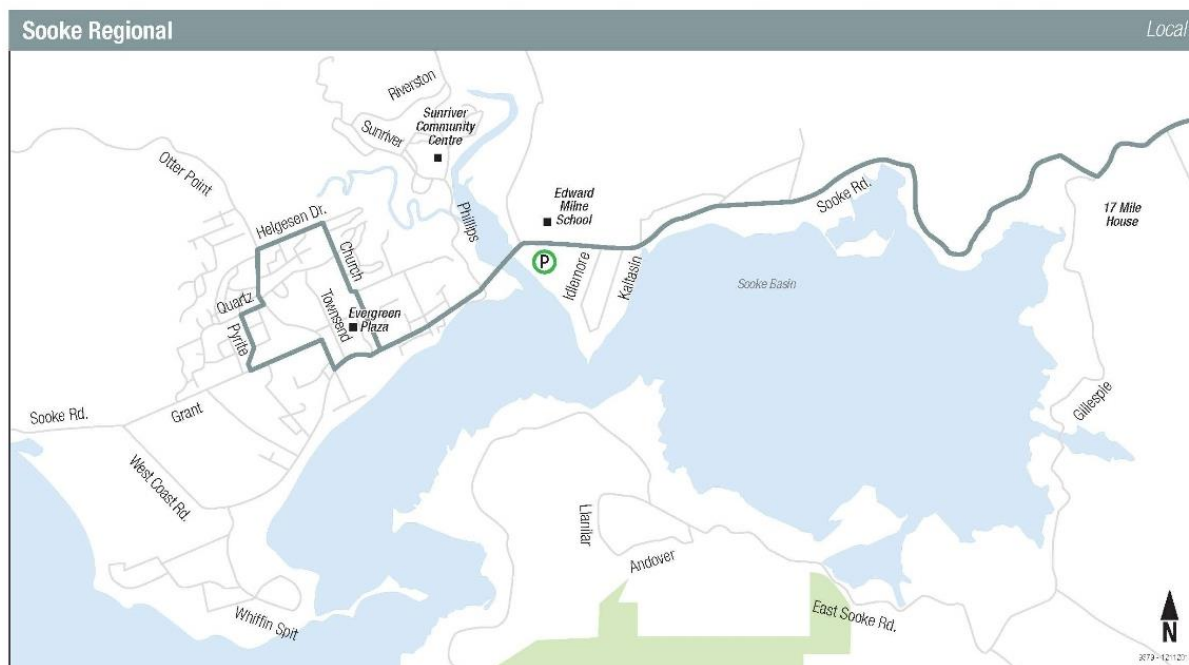 Sooke Regional
Local
Riverston
Sunriver
Community
Centre
Sunriver
Otter Point
Phillips
Edward
Milne
School
Sooke Rd.
17 Mile
House
Helgesen Dr.
Church
P
Idlemore
Kaltasin
Sooke Basin
Quartz
Townsend
Evergreen
Plaza
Pyrite
Grant
Sooke Rd.
Gillespie
West Coast Rd.
Llanilar
Andover
East Sooke Rd.
Whiffin Spit
N